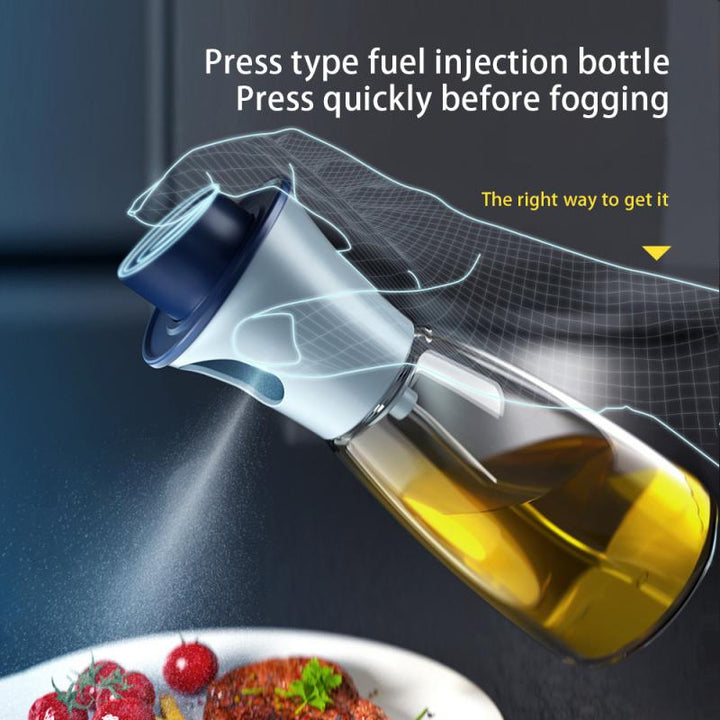 Press type fuel injection bottle
Press quickly before fogging
The right way to get it